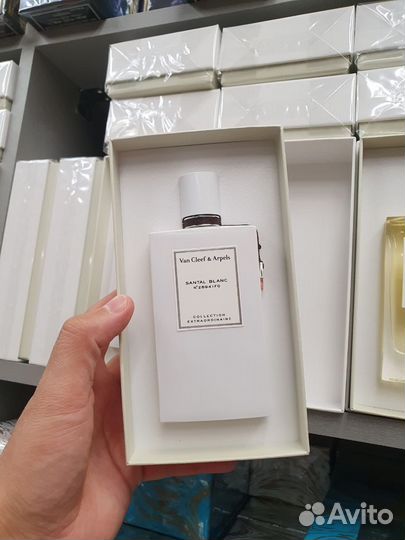 Van Cleef & Arpels
SANTAL BLANC
COLLECTION
EXTRAORDINAIRE
Avito